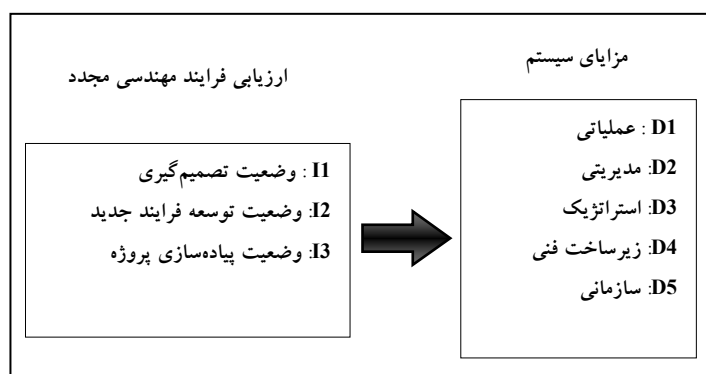 مزایای سیستم
D1 : عملیاتی
D2: مدیریتی
D3: استراتژیک
D4: زیرساخت فنی
D5: سازمانی
ارزیابی فرایند مهندسی مجدد
I1 : وضعیت تصمیم‌گیری
I2: وضعیت توسعه فرایند جدید
I3: وضعیت پیاده‌سازی پروژه